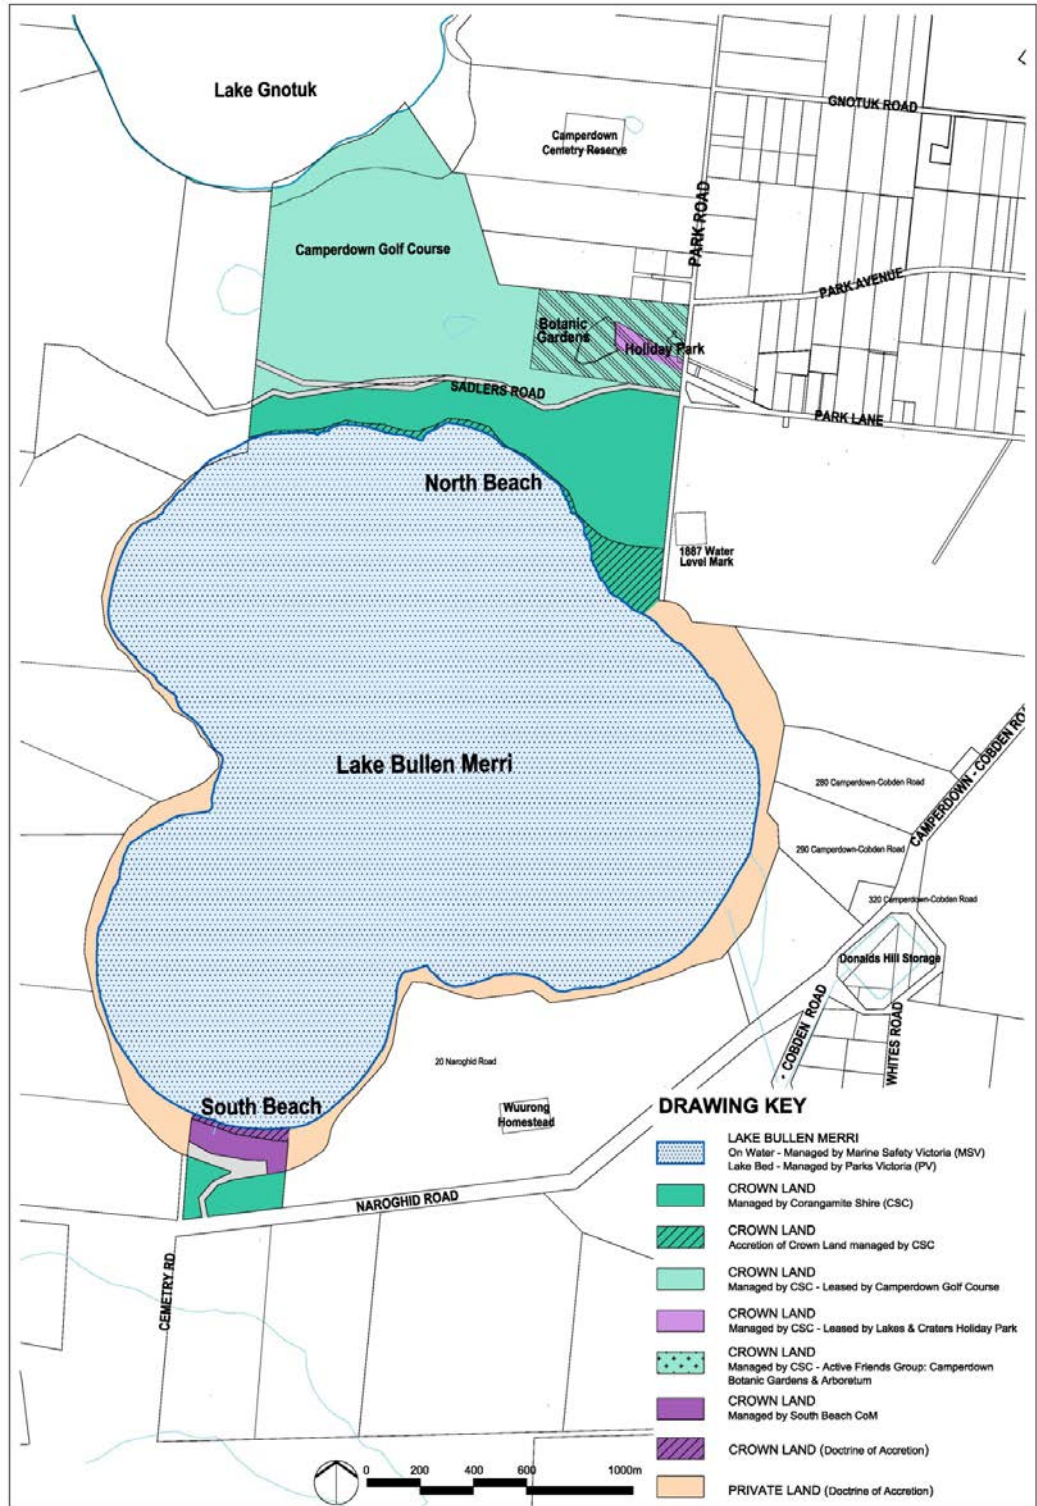 Lake Gnotuk
GNOTUK ROAD
Camperdown
Cemetry Reserve
PARK ROAD
Camperdown Golf Course
PARK AVENUE
Botanic
Gardens
Holiday Park
SADLERS ROAD
PARK LANE
North Beach
1887 Water
Level Mark
Lake Bullen Merri
280 Camperdown-Cobden Road
CAMPERDOWN - COBDEN ROA
290 Camperdown-Cobden Road
320 Camperdown-Cobden Road
Donalds Hill Storage
- COBDEN ROAD
WHITES ROAD
20 Naroghid Road
South Beach
Wuurong
Homestead
NAROGHID ROAD
CEMETRY RD
DRAWING KEY
LAKE BULLEN MERRI
On Water - Managed by Marine Safety Victoria (MSV)
Lake Bed - Managed by Parks Victoria (PV)
CROWN LAND
Managed by Corangamite Shire (CSC)
CROWN LAND
Accretion of Crown Land managed by CSC
CROWN LAND
Managed by CSC - Leased by Camperdown Golf Course
CROWN LAND
Managed by CSC - Leased by Lakes & Craters Holiday Park
CROWN LAND
Managed by CSC - Active Friends Group: Camperdown
Botanic Gardens & Arboretum
CROWN LAND
Managed by South Beach CoM
CROWN LAND (Doctrine of Accretion)
PRIVATE LAND (Doctrine of Accretion)
0 200 400 600 1000m